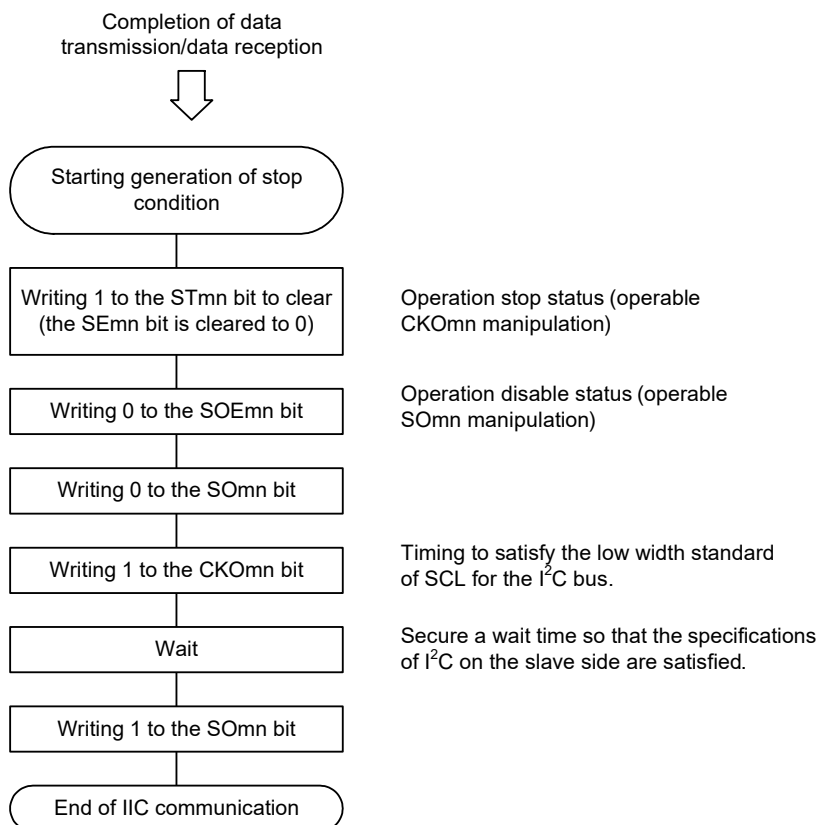 Completion of data
transmission/data reception
Starting generation of stop
condition
Writing 1 to the STmn bit to clear
(the SEmn bit is cleared to 0)
Operation stop status (operable
CKOmn manipulation)
Writing 0 to the SOEmn bit
Operation disable status (operable
SOmn manipulation)
Writing 0 to the SOmn bit
Writing 1 to the CKOmn bit
Timing to satisfy the low width standard
of SCL for the I²C bus.
Wait
Secure a wait time so that the specifications
of I²C on the slave side are satisfied.
Writing 1 to the SOmn bit
End of IIC communication